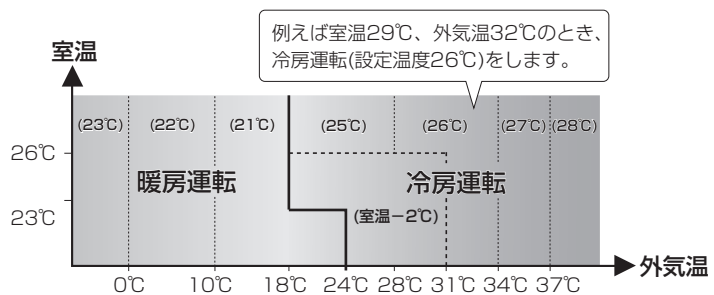 例えば室温29℃、外気温32℃のとき、
冷房運転(設定温度26℃)をします。
室温
(23℃) (22℃) (21℃) (25℃) (26℃) (27℃) (28℃)
26℃
暖房運転 冷房運転
23℃
(室温−2℃)
外気温
0℃ 10℃ 18℃ 24℃ 28℃ 31℃ 34℃ 37℃